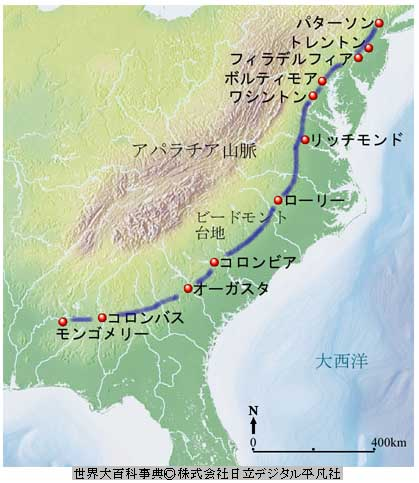 パターソン
トレントン
フィラデルフィア
ボルティモア
ワシントン
リッチモンド
アパラチア山脈
ローリー
ピードモント
台地
コロンビア
オーガスタ
コロンバス
モンゴメリー
大西洋
N
0 400km
世界大百科事典©株式会社日立デジタル平凡社